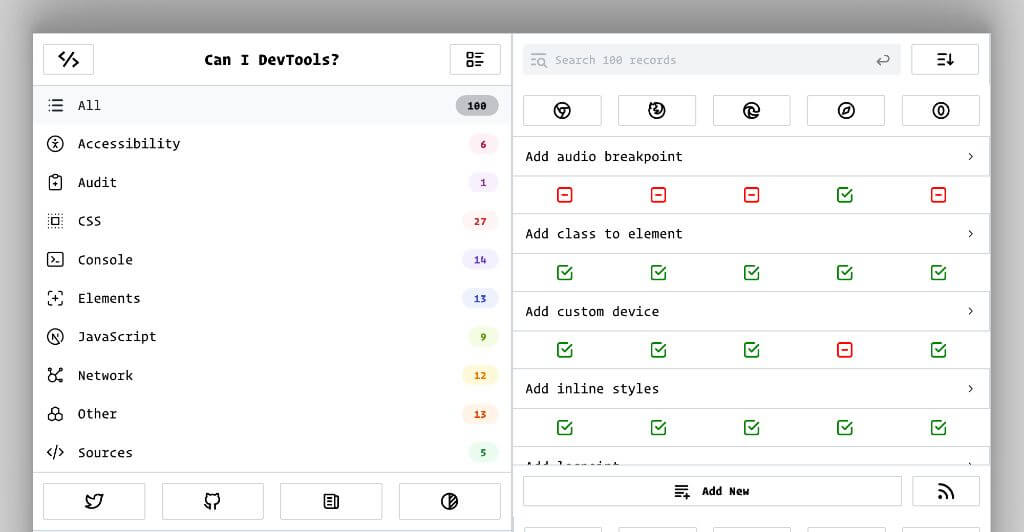 Can I DevTools?
All 100
Accessibility 6
Audit 1
CSS 27
Console 14
Elements 13
JavaScript 9
Network 12
Other 13
Sources 5
Search 100 records
Add audio breakpoint
Add class to element
Add custom device
Add inline styles
Add New